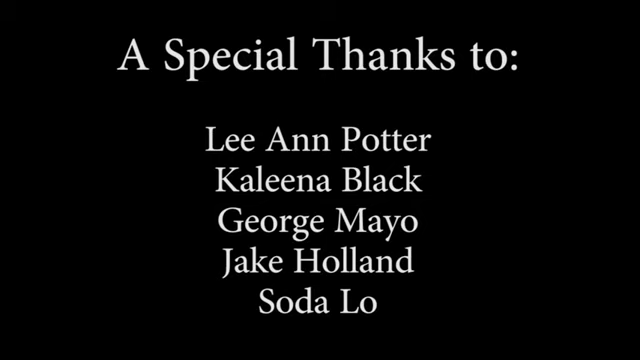 A Special Thanks to:
Lee Ann Potter
Kaleena Black
George Mayo
Jake Holland
Soda Lo